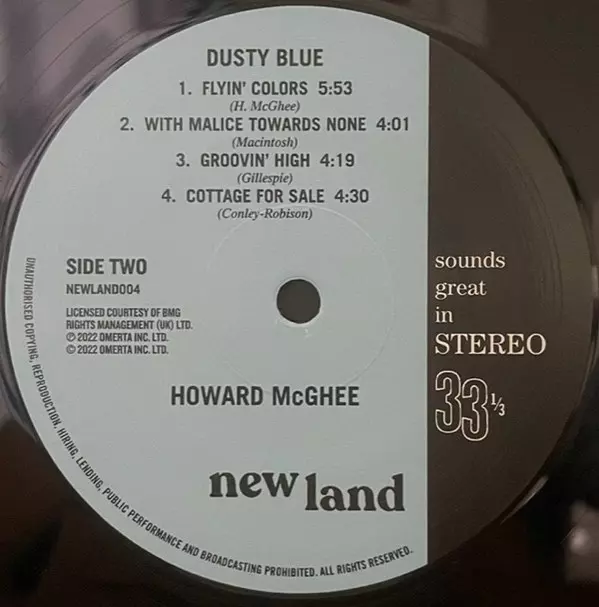 DUSTY BLUE
1. FLYIN' COLORS 5:53
(H. McGhee)
2. WITH MALICE TOWARDS NONE 4:01
(Macintosh)
3. GROOVIN' HIGH 4:19
(Gillespie)
4. COTTAGE FOR SALE 4:30
(Conley-Robison)
SIDE TWO
NEWLAND004
LICENSED COURTESY OF BMG
RIGHTS MANAGEMENT (UK) LTD.
℗ 2022 OMERTA INC. LTD.
© 2022 OMERTA INC. LTD.
HOWARD McGHEE
new land
sounds
great
in
STEREO
33 1/3
UNAUTHORISED COPYING, REPRODUCTION, HIRING, LENDING, PUBLIC PERFORMANCE AND BROADCASTING PROHIBITED. ALL RIGHTS RESERVED.